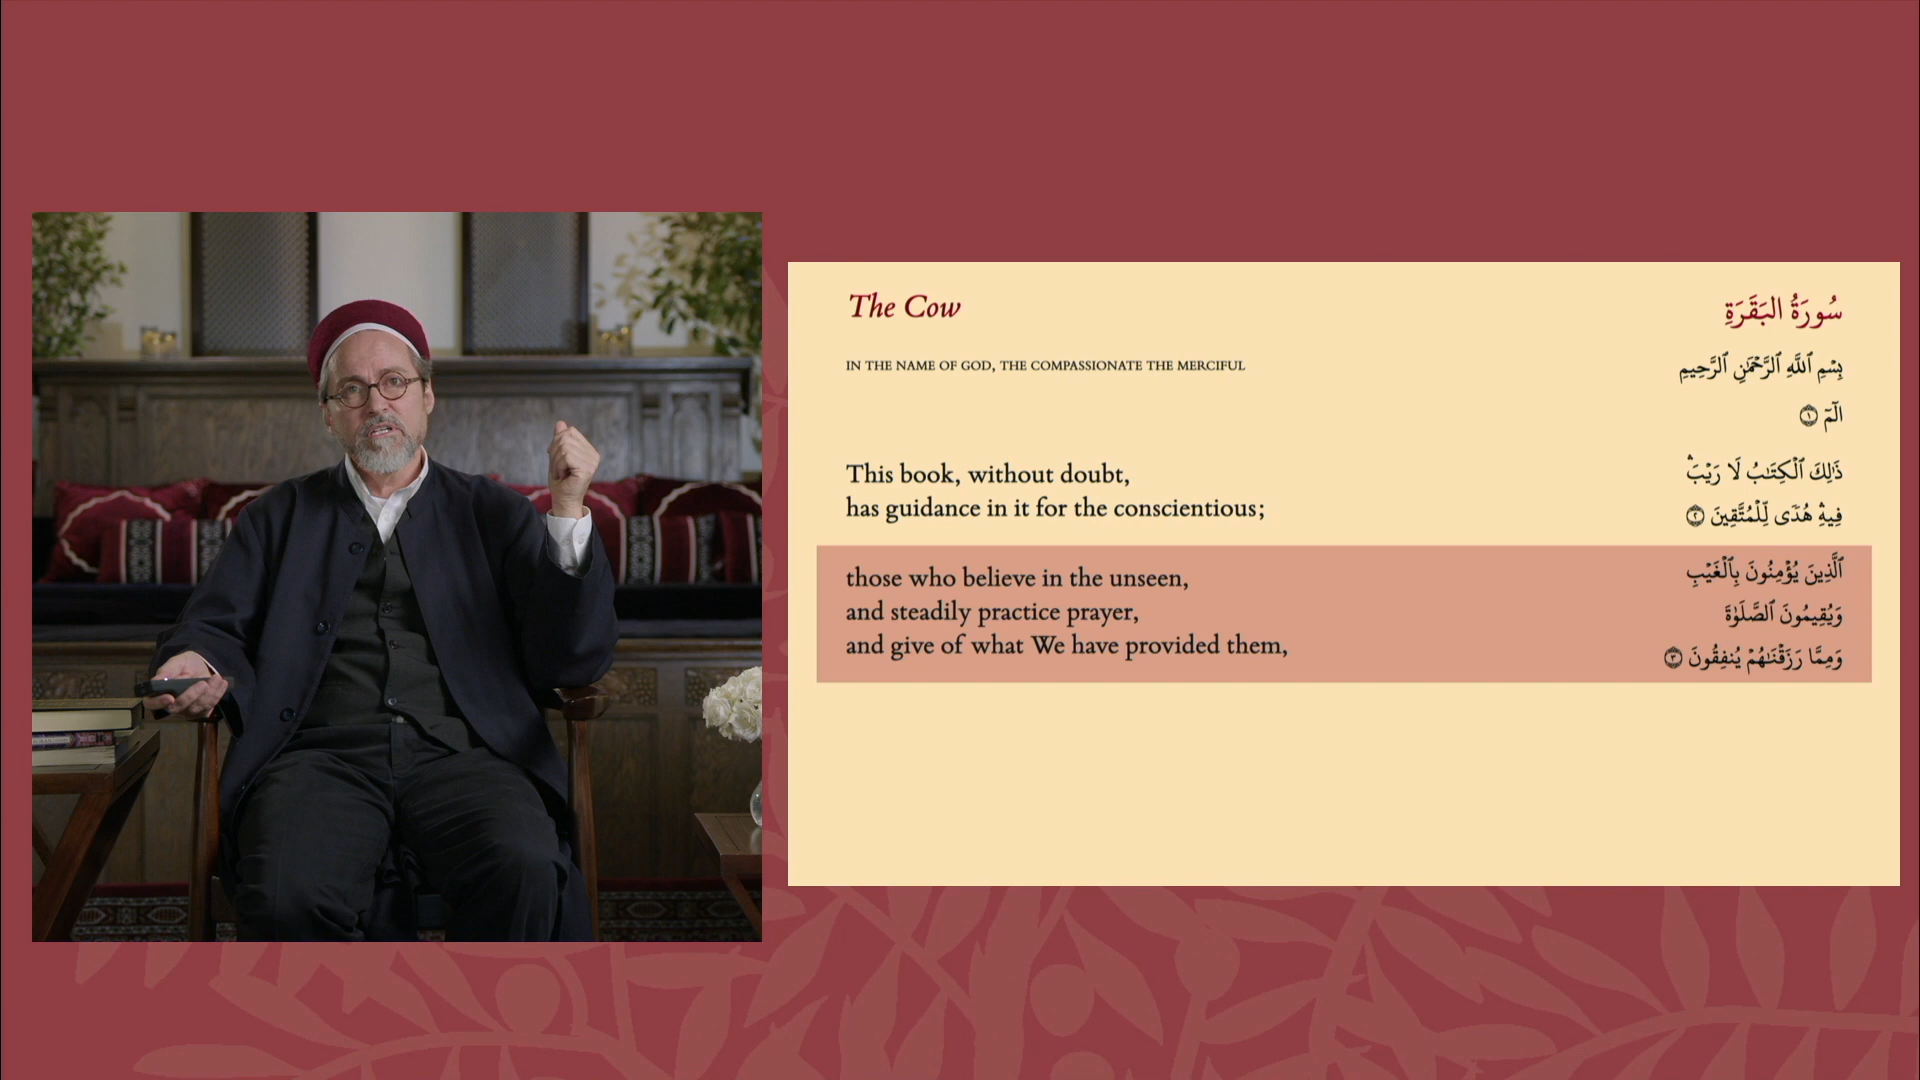 The Cow
سُورَةُ البَقَرَةِ
IN THE NAME OF GOD, THE COMPASSIONATE THE MERCIFUL
بِسْمِ ٱللَّهِ ٱلرَّحْمَٰنِ ٱلرَّحِيمِ
الٓمٓ ۝١
This book, without doubt,
has guidance in it for the conscientious;
ذَٰلِكَ ٱلْكِتَٰبُ لَا رَيْبَ ۛ
فِيهِ ۛ هُدًى لِّلْمُتَّقِينَ ۝٢
those who believe in the unseen,
and steadily practice prayer,
and give of what We have provided them,
ٱلَّذِينَ يُؤْمِنُونَ بِٱلْغَيْبِ
وَيُقِيمُونَ ٱلصَّلَوٰةَ
وَمِمَّا رَزَقْنَٰهُمْ يُنفِقُونَ ۝٣